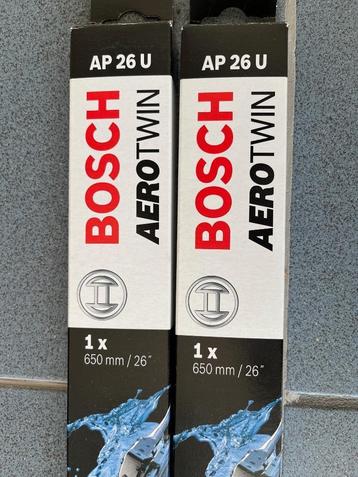 AP 26 U
BOSCH
AEROTWIN
1 x
650 mm / 26″
AP 26 U
BOSCH
AEROTWIN
1 x
650 mm / 26″